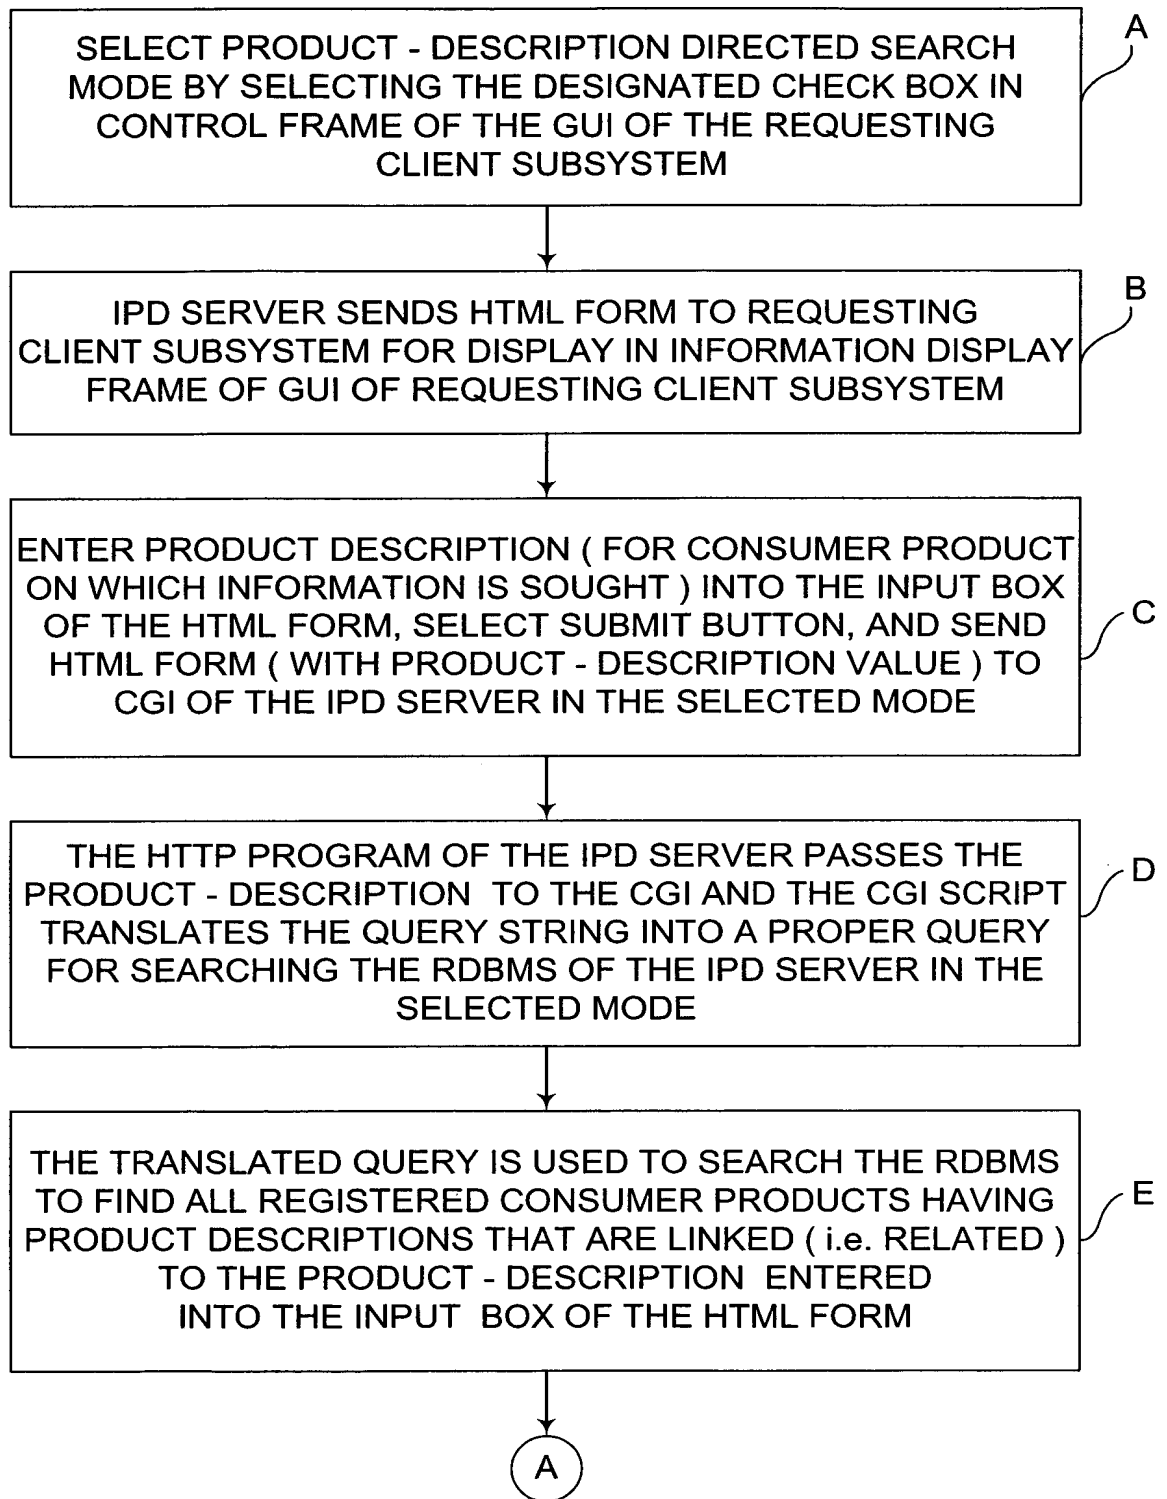 SELECT PRODUCT - DESCRIPTION DIRECTED SEARCH
MODE BY SELECTING THE DESIGNATED CHECK BOX IN
CONTROL FRAME OF THE GUI OF THE REQUESTING
CLIENT SUBSYSTEM
A
IPD SERVER SENDS HTML FORM TO REQUESTING
CLIENT SUBSYSTEM FOR DISPLAY IN INFORMATION DISPLAY
FRAME OF GUI OF REQUESTING CLIENT SUBSYSTEM
B
ENTER PRODUCT DESCRIPTION ( FOR CONSUMER PRODUCT
ON WHICH INFORMATION IS SOUGHT ) INTO THE INPUT BOX
OF THE HTML FORM, SELECT SUBMIT BUTTON, AND SEND
HTML FORM ( WITH PRODUCT - DESCRIPTION VALUE ) TO
CGI OF THE IPD SERVER IN THE SELECTED MODE
C
THE HTTP PROGRAM OF THE IPD SERVER PASSES THE
PRODUCT - DESCRIPTION TO THE CGI AND THE CGI SCRIPT
TRANSLATES THE QUERY STRING INTO A PROPER QUERY
FOR SEARCHING THE RDBMS OF THE IPD SERVER IN THE
SELECTED MODE
D
THE TRANSLATED QUERY IS USED TO SEARCH THE RDBMS
TO FIND ALL REGISTERED CONSUMER PRODUCTS HAVING
PRODUCT DESCRIPTIONS THAT ARE LINKED ( i.e. RELATED )
TO THE PRODUCT - DESCRIPTION ENTERED
INTO THE INPUT BOX OF THE HTML FORM
E
A